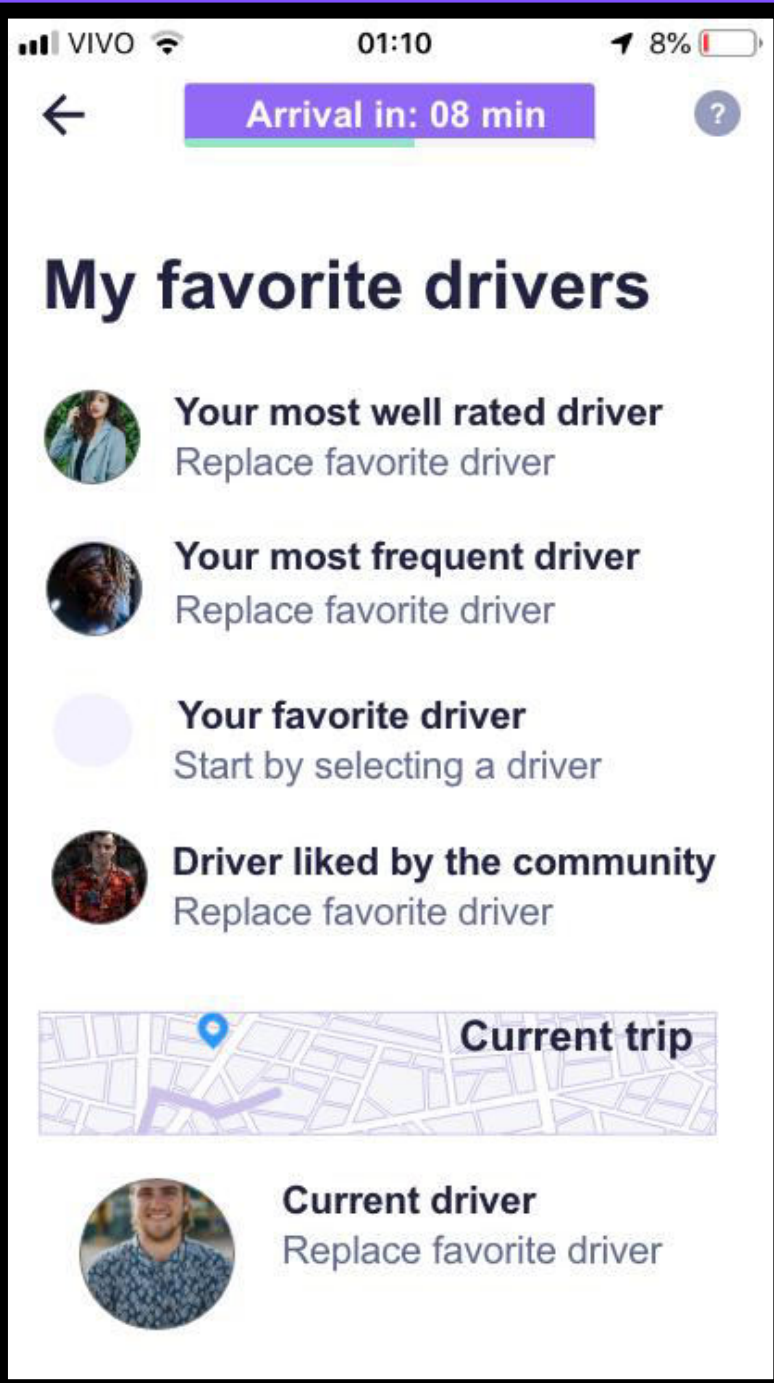 VIVO 01:10 8%
Arrival in: 08 min ?
My favorite drivers
Your most well rated driver
Replace favorite driver
Your most frequent driver
Replace favorite driver
Your favorite driver
Start by selecting a driver
Driver liked by the community
Replace favorite driver
Current trip
Current driver
Replace favorite driver